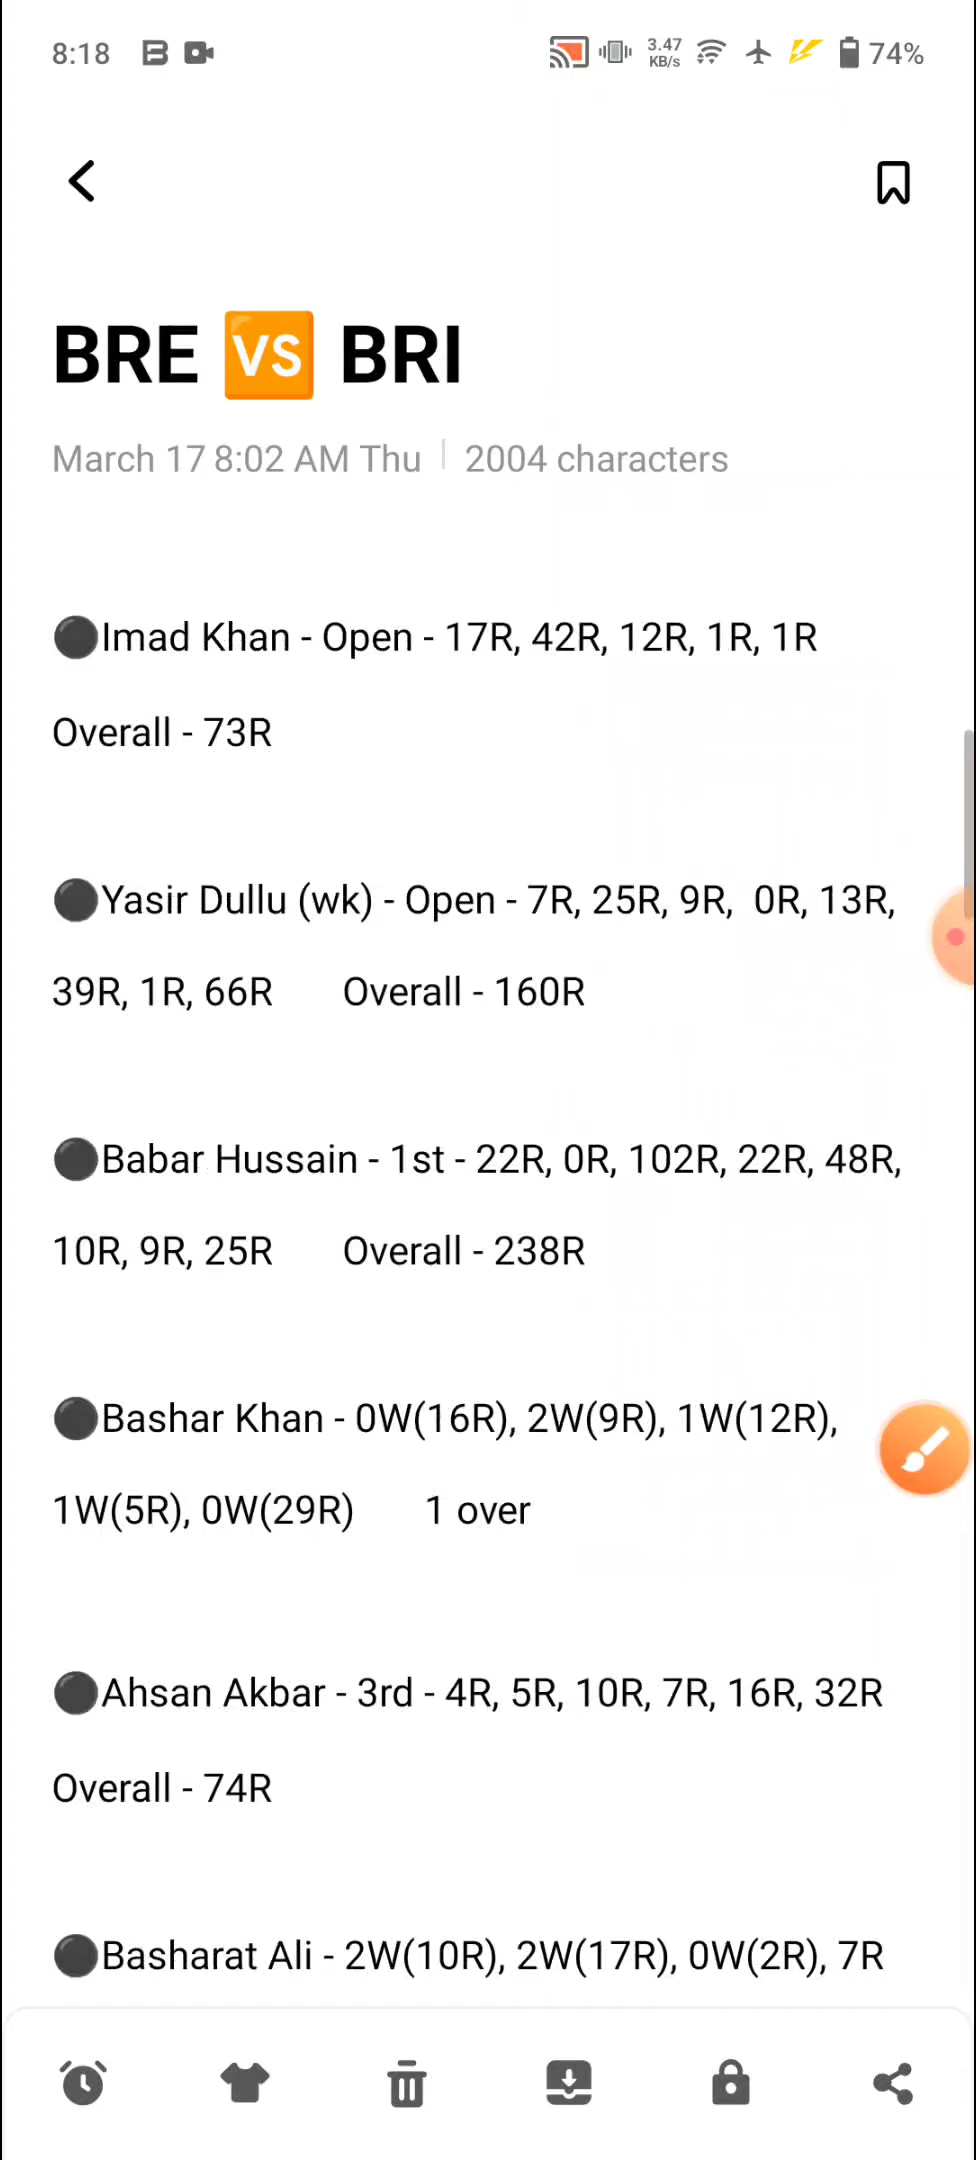 8:18 3.47 KB/s 74%
BRE VS BRI
March 17 8:02 AM Thu | 2004 characters
Imad Khan - Open - 17R, 42R, 12R, 1R, 1R
Overall - 73R
Yasir Dullu (wk) - Open - 7R, 25R, 9R, 0R, 13R,
39R, 1R, 66R Overall - 160R
Babar Hussain - 1st - 22R, 0R, 102R, 22R, 48R,
10R, 9R, 25R Overall - 238R
Bashar Khan - 0W(16R), 2W(9R), 1W(12R),
1W(5R), 0W(29R) 1 over
Ahsan Akbar - 3rd - 4R, 5R, 10R, 7R, 16R, 32R
Overall - 74R
Basharat Ali - 2W(10R), 2W(17R), 0W(2R), 7R